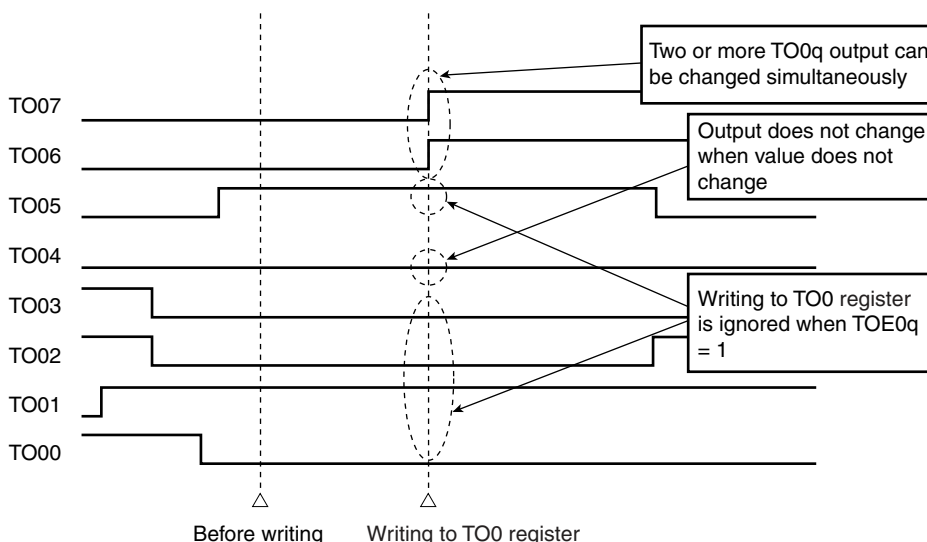 Two or more TO0q output can
be changed simultaneously
TO07
Output does not change
when value does not
change
TO06
TO05
TO04
Writing to TO0 register
is ignored when TOE0q
= 1
TO03
TO02
TO01
TO00
Before writing
Writing to TO0 register